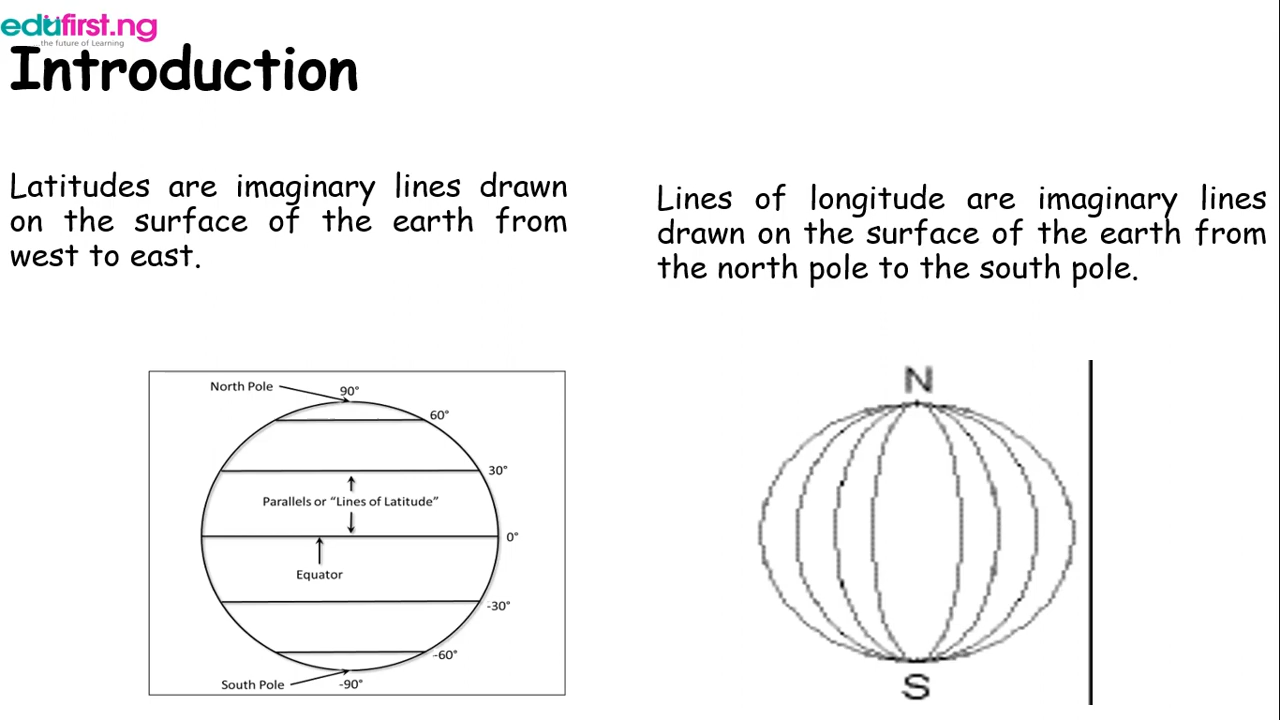 edufirst.ng
the future of Learning
Introduction
Latitudes are imaginary lines drawn
on the surface of the earth from
west to east.
Lines of longitude are imaginary lines
drawn on the surface of the earth from
the north pole to the south pole.
North Pole
90°
60°
30°
Parallels or “Lines of Latitude”
0°
Equator
-30°
-60°
South Pole
-90°
N
S